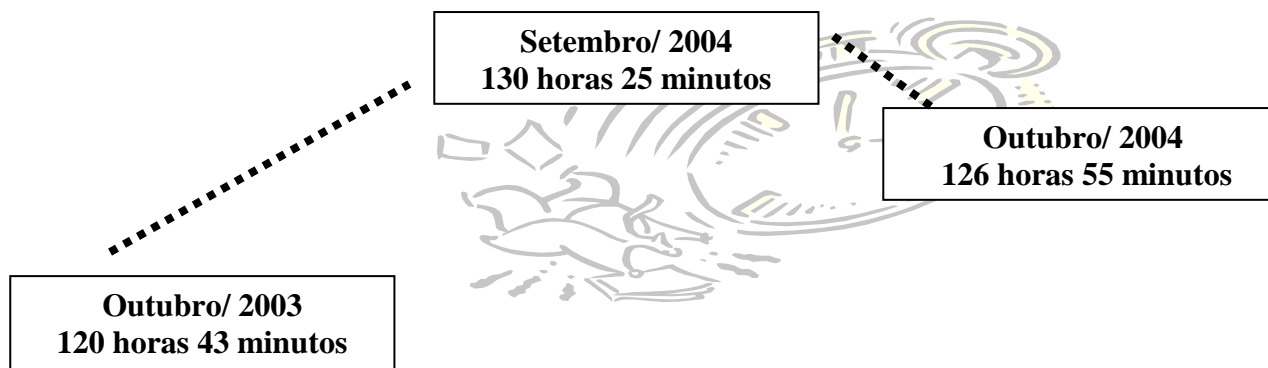 Setembro/ 2004
130 horas 25 minutos
Outubro/ 2004
126 horas 55 minutos
Outubro/ 2003
120 horas 43 minutos